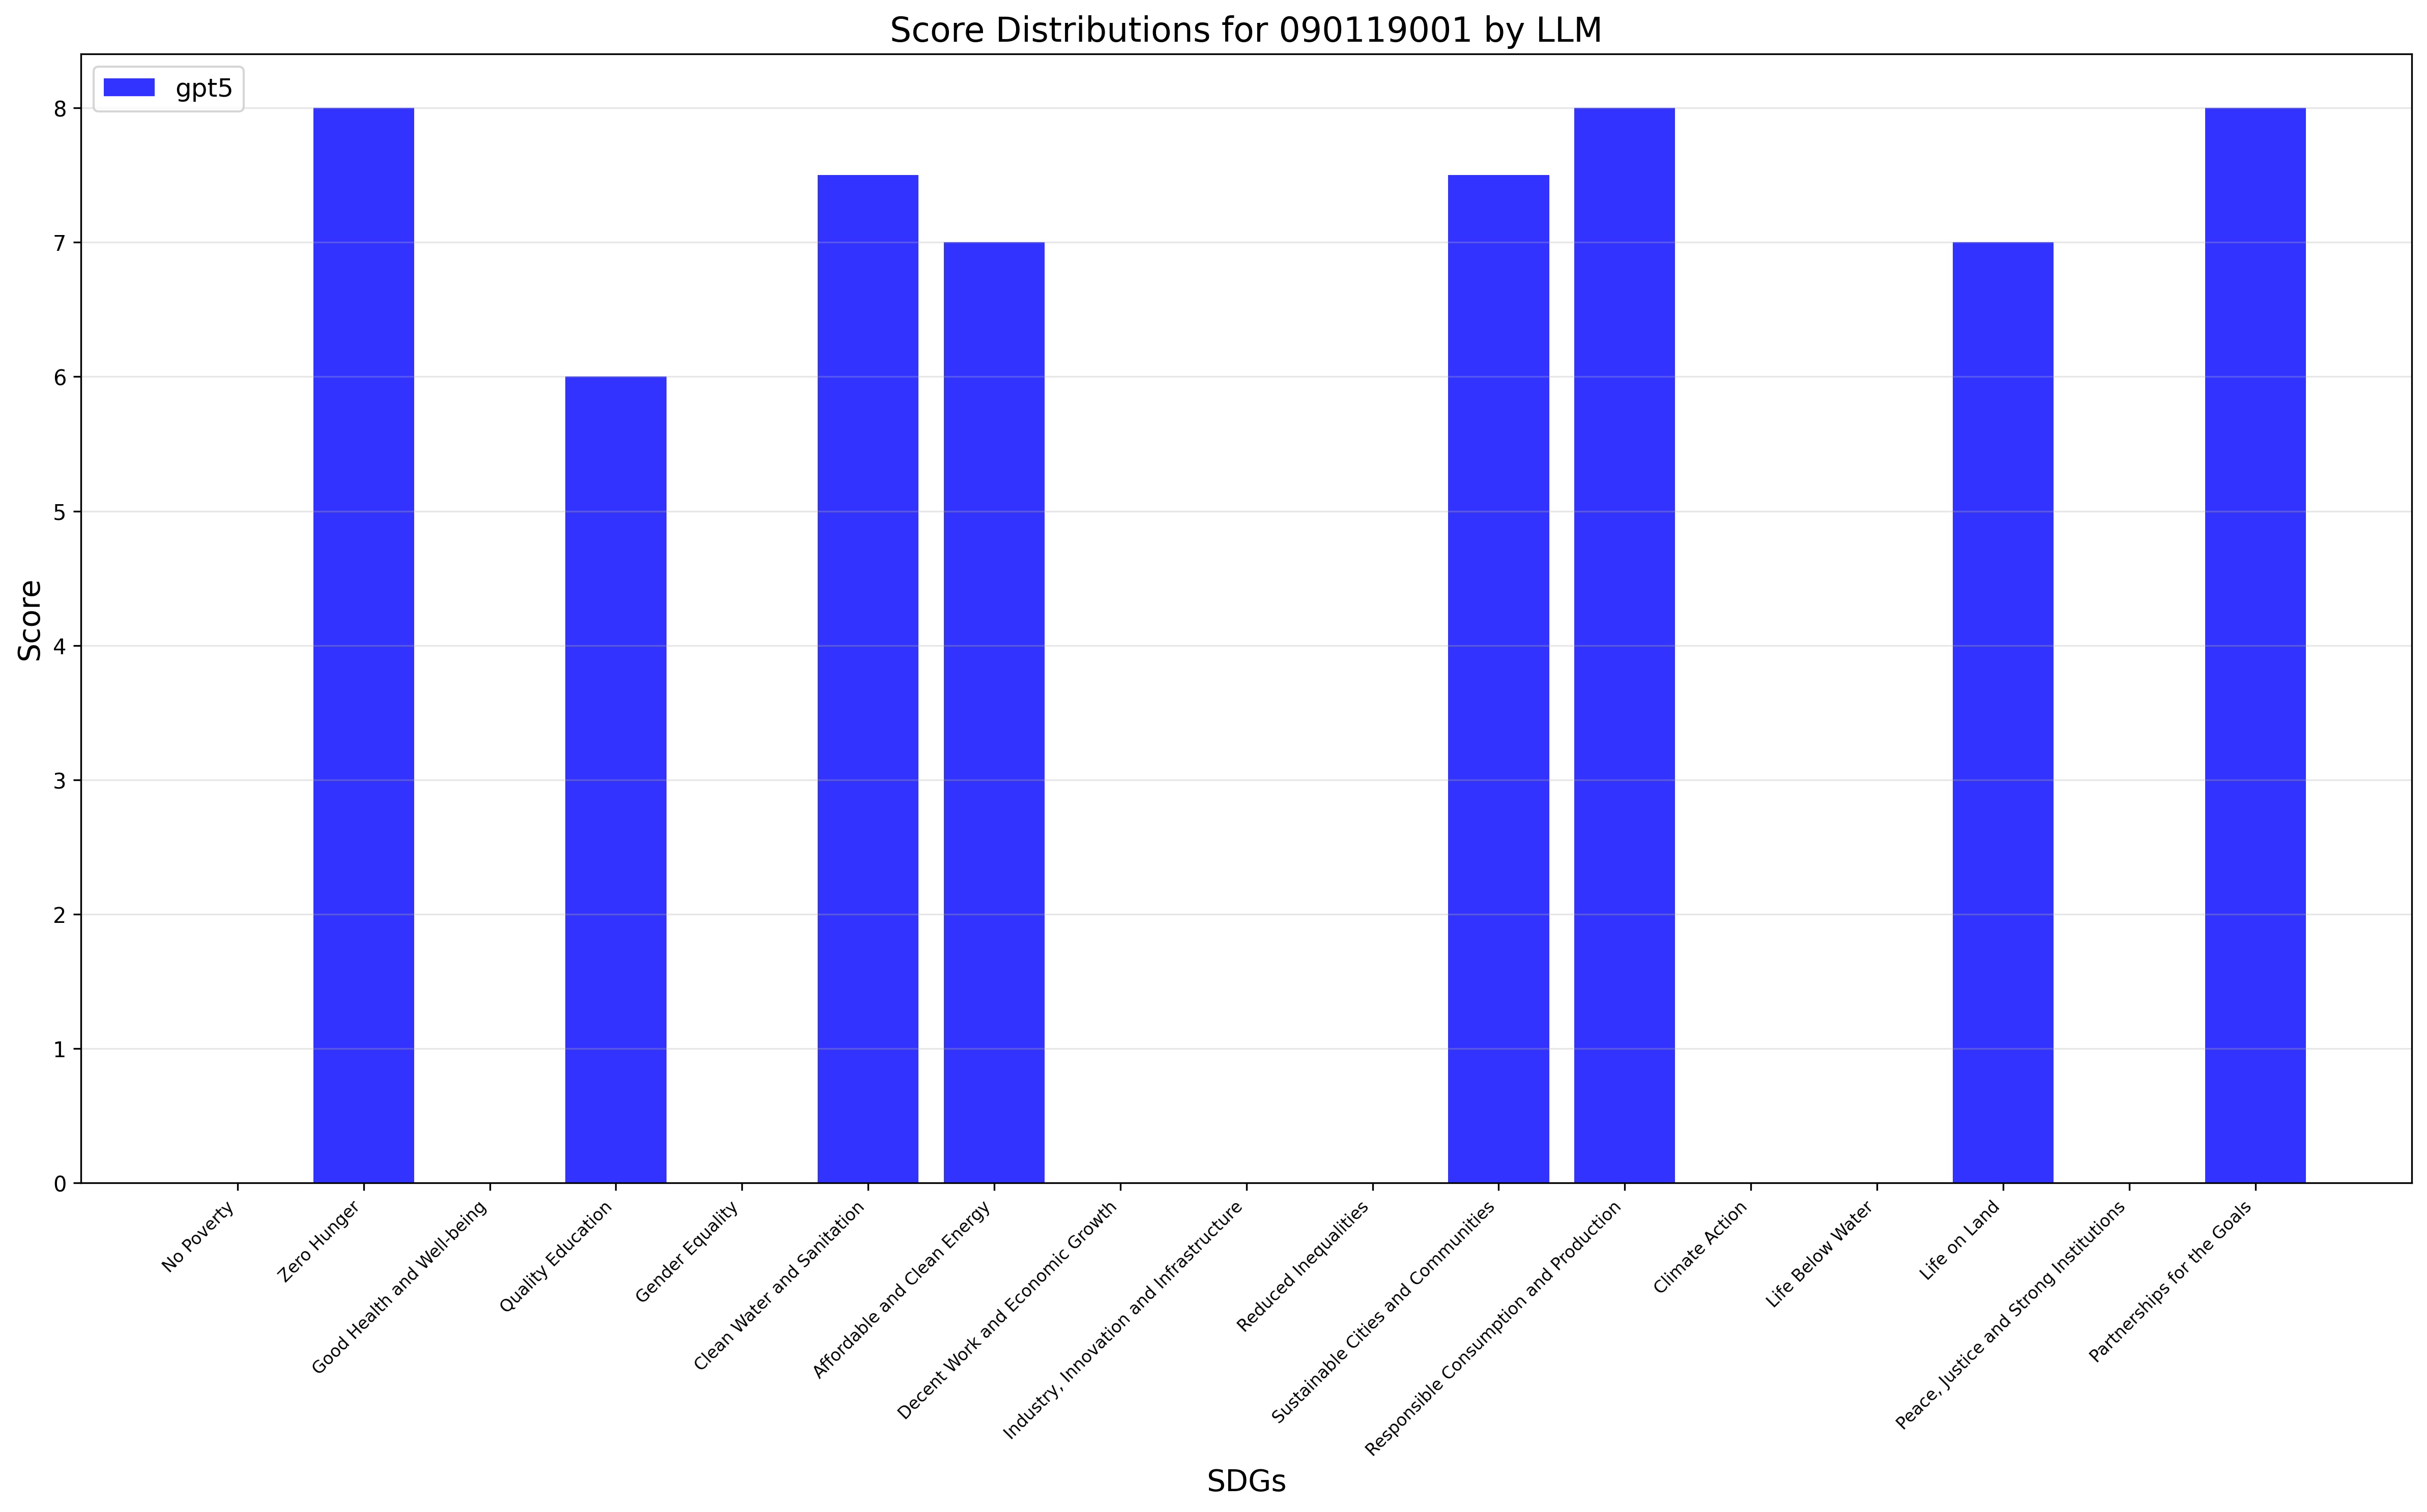 Score Distributions for 090119001 by LLM
gpt5
Score
8
7
6
5
4
3
2
1
0
No Poverty
Zero Hunger
Good Health and Well-being
Quality Education
Gender Equality
Clean Water and Sanitation
Affordable and Clean Energy
Decent Work and Economic Growth
Industry, Innovation and Infrastructure
Reduced Inequalities
Sustainable Cities and Communities
Responsible Consumption and Production
Climate Action
Life Below Water
Life on Land
Peace, Justice and Strong Institutions
Partnerships for the Goals
SDGs